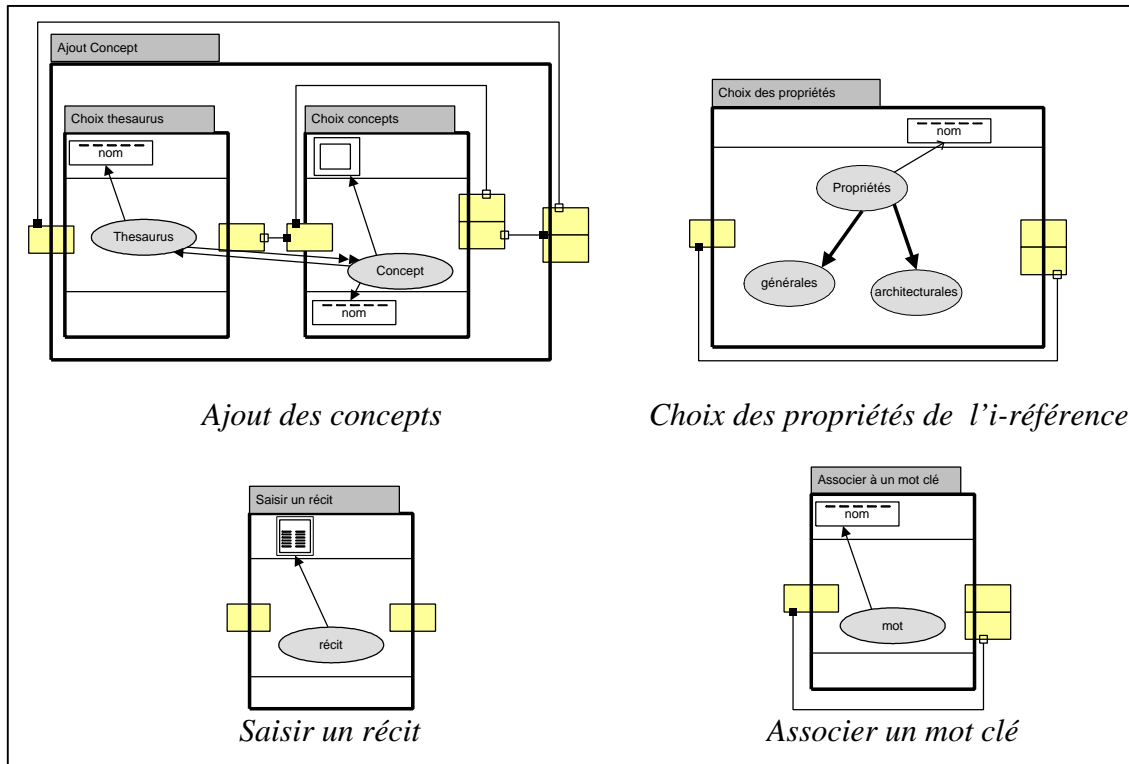 Ajout Concept
Choix thesaurus
nom
Thesaurus
Choix concepts
Concept
nom
Ajout des concepts
Choix des propriétés
nom
Propriétés
générales
architecturales
Choix des propriétés de l'i-référence
Saisir un récit
récit
Saisir un récit
Associer à un mot clé
nom
mot
Associer un mot clé